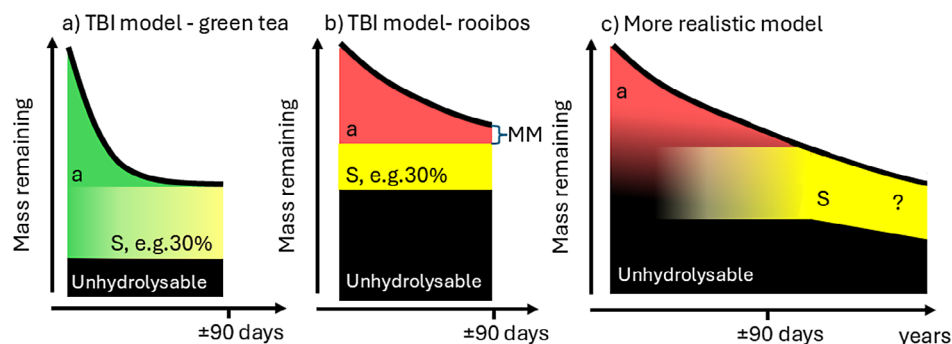 a) TBI model - green tea
Mass remaining
a
S, e.g.30%
Unhydrolysable
±90 days
b) TBI model- rooibos
Mass remaining
a
MM
S, e.g.30%
±90 days
c) More realistic model
Mass remaining
a
S
?
Unhydrolysable
±90 days
years